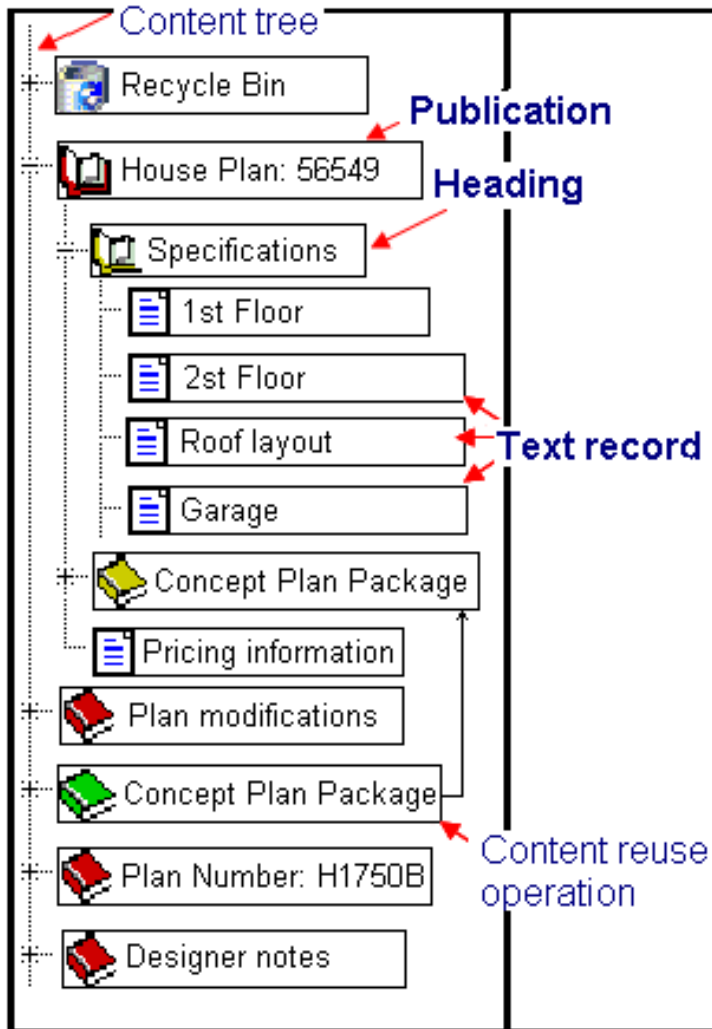 Content tree
Recycle Bin
Publication
House Plan: 56549
Heading
Specifications
1st Floor
2st Floor
Roof layout
Text record
Garage
Concept Plan Package
Pricing information
Plan modifications
Concept Plan Package
Content reuse
operation
Plan Number: H1750B
Designer notes